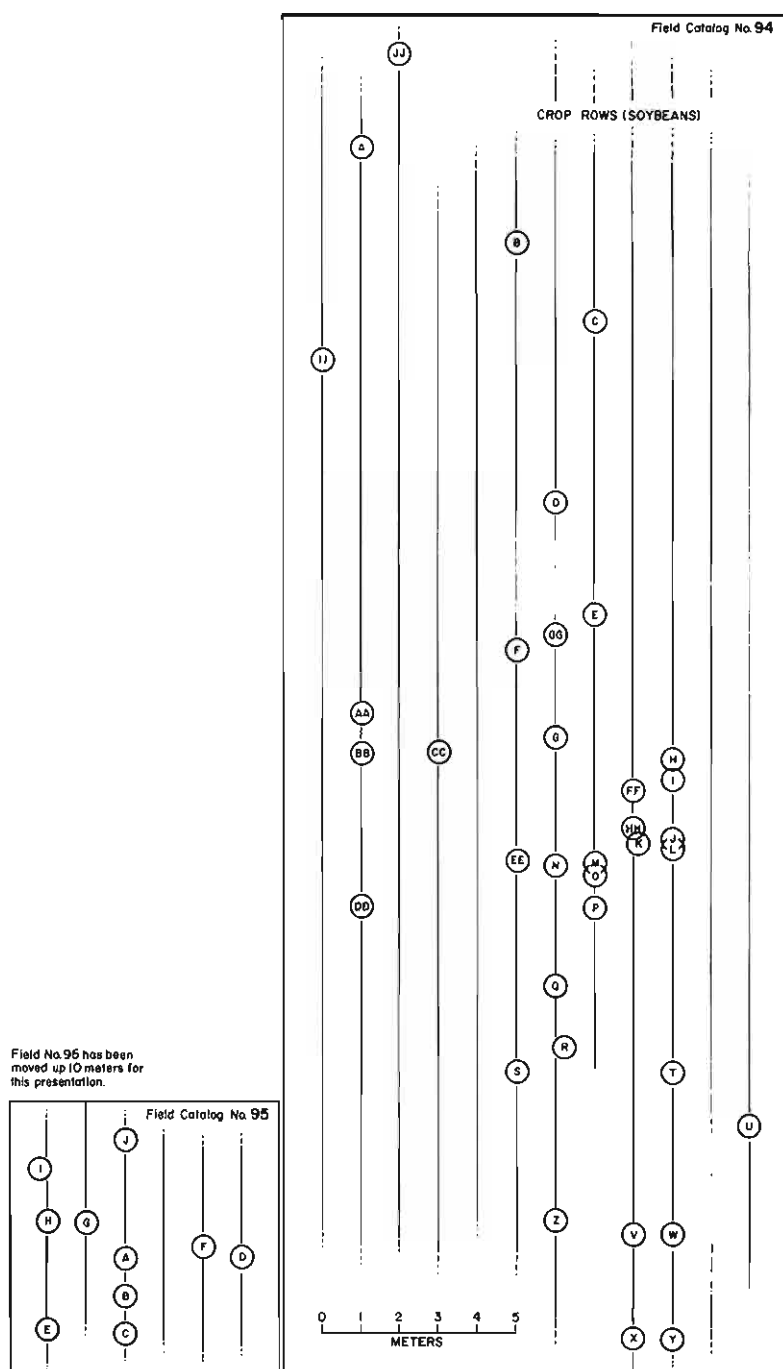 Field Catalog No. 94
JJ
CROP ROWS (SOYBEANS)
A
B
C
II
D
E
GG
F
AA
G
BB
CC
H
I
FF
HH
J
K
L
EE
N
M
O
DD
P
Q
R
S
T
Field No. 95 has been
moved up 10 meters for
this presentation.
Field Catalog No. 95
U
J
I
H
G
Z
F
D
A
V
W
B
E
C
X
Y
0 1 2 3 4 5
METERS